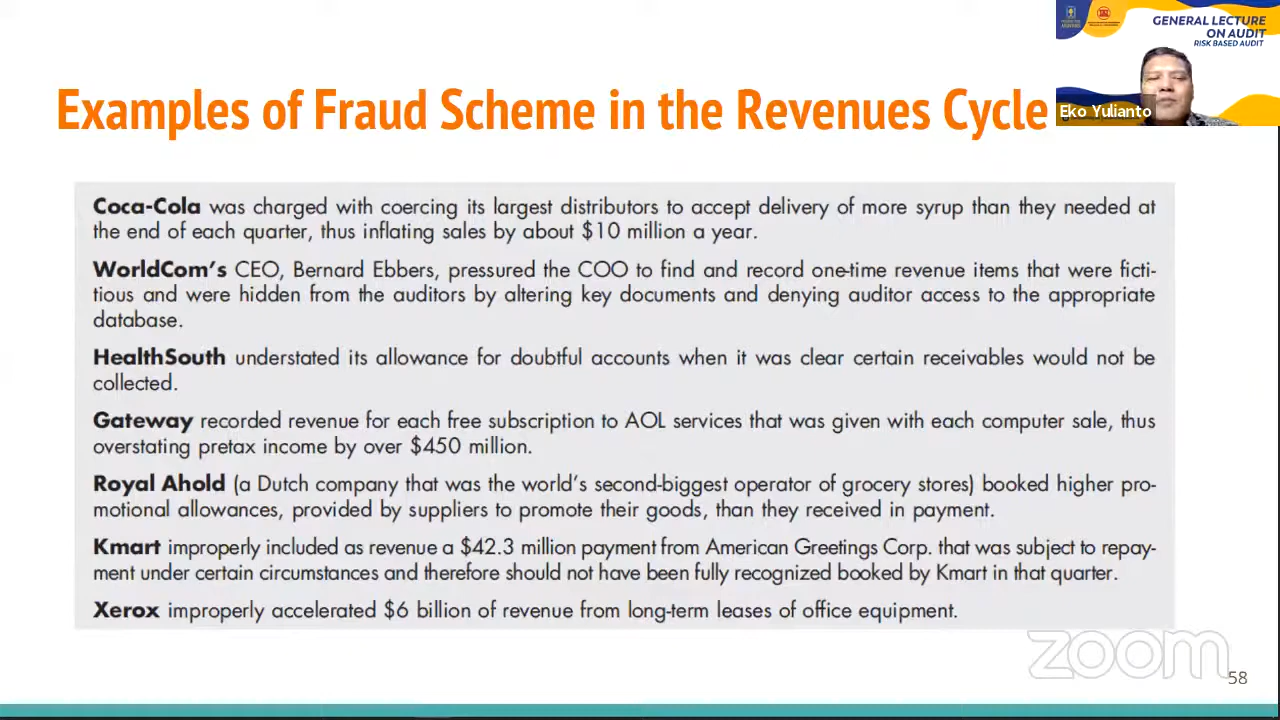 GENERAL LECTURE
ON AUDIT
RISK BASED AUDIT
Eko Yulianto
Examples of Fraud Scheme in the Revenues Cycle
Coca-Cola was charged with coercing its largest distributors to accept delivery of more syrup than they needed at
the end of each quarter, thus inflating sales by about $10 million a year.
WorldCom's CEO, Bernard Ebbers, pressured the COO to find and record one-time revenue items that were ficti-
tious and were hidden from the auditors by altering key documents and denying auditor access to the appropriate
database.
HealthSouth understated its allowance for doubtful accounts when it was clear certain receivables would not be
collected.
Gateway recorded revenue for each free subscription to AOL services that was given with each computer sale, thus
overstating pretax income by over $450 million.
Royal Ahold (a Dutch company that was the world's second-biggest operator of grocery stores) booked higher pro-
motional allowances, provided by suppliers to promote their goods, than they received in payment.
Kmart improperly included as revenue a $42.3 million payment from American Greetings Corp. that was subject to repay-
ment under certain circumstances and therefore should not have been fully recognized booked by Kmart in that quarter.
Xerox improperly accelerated $6 billion of revenue from long-term leases of office equipment.
zoom
58